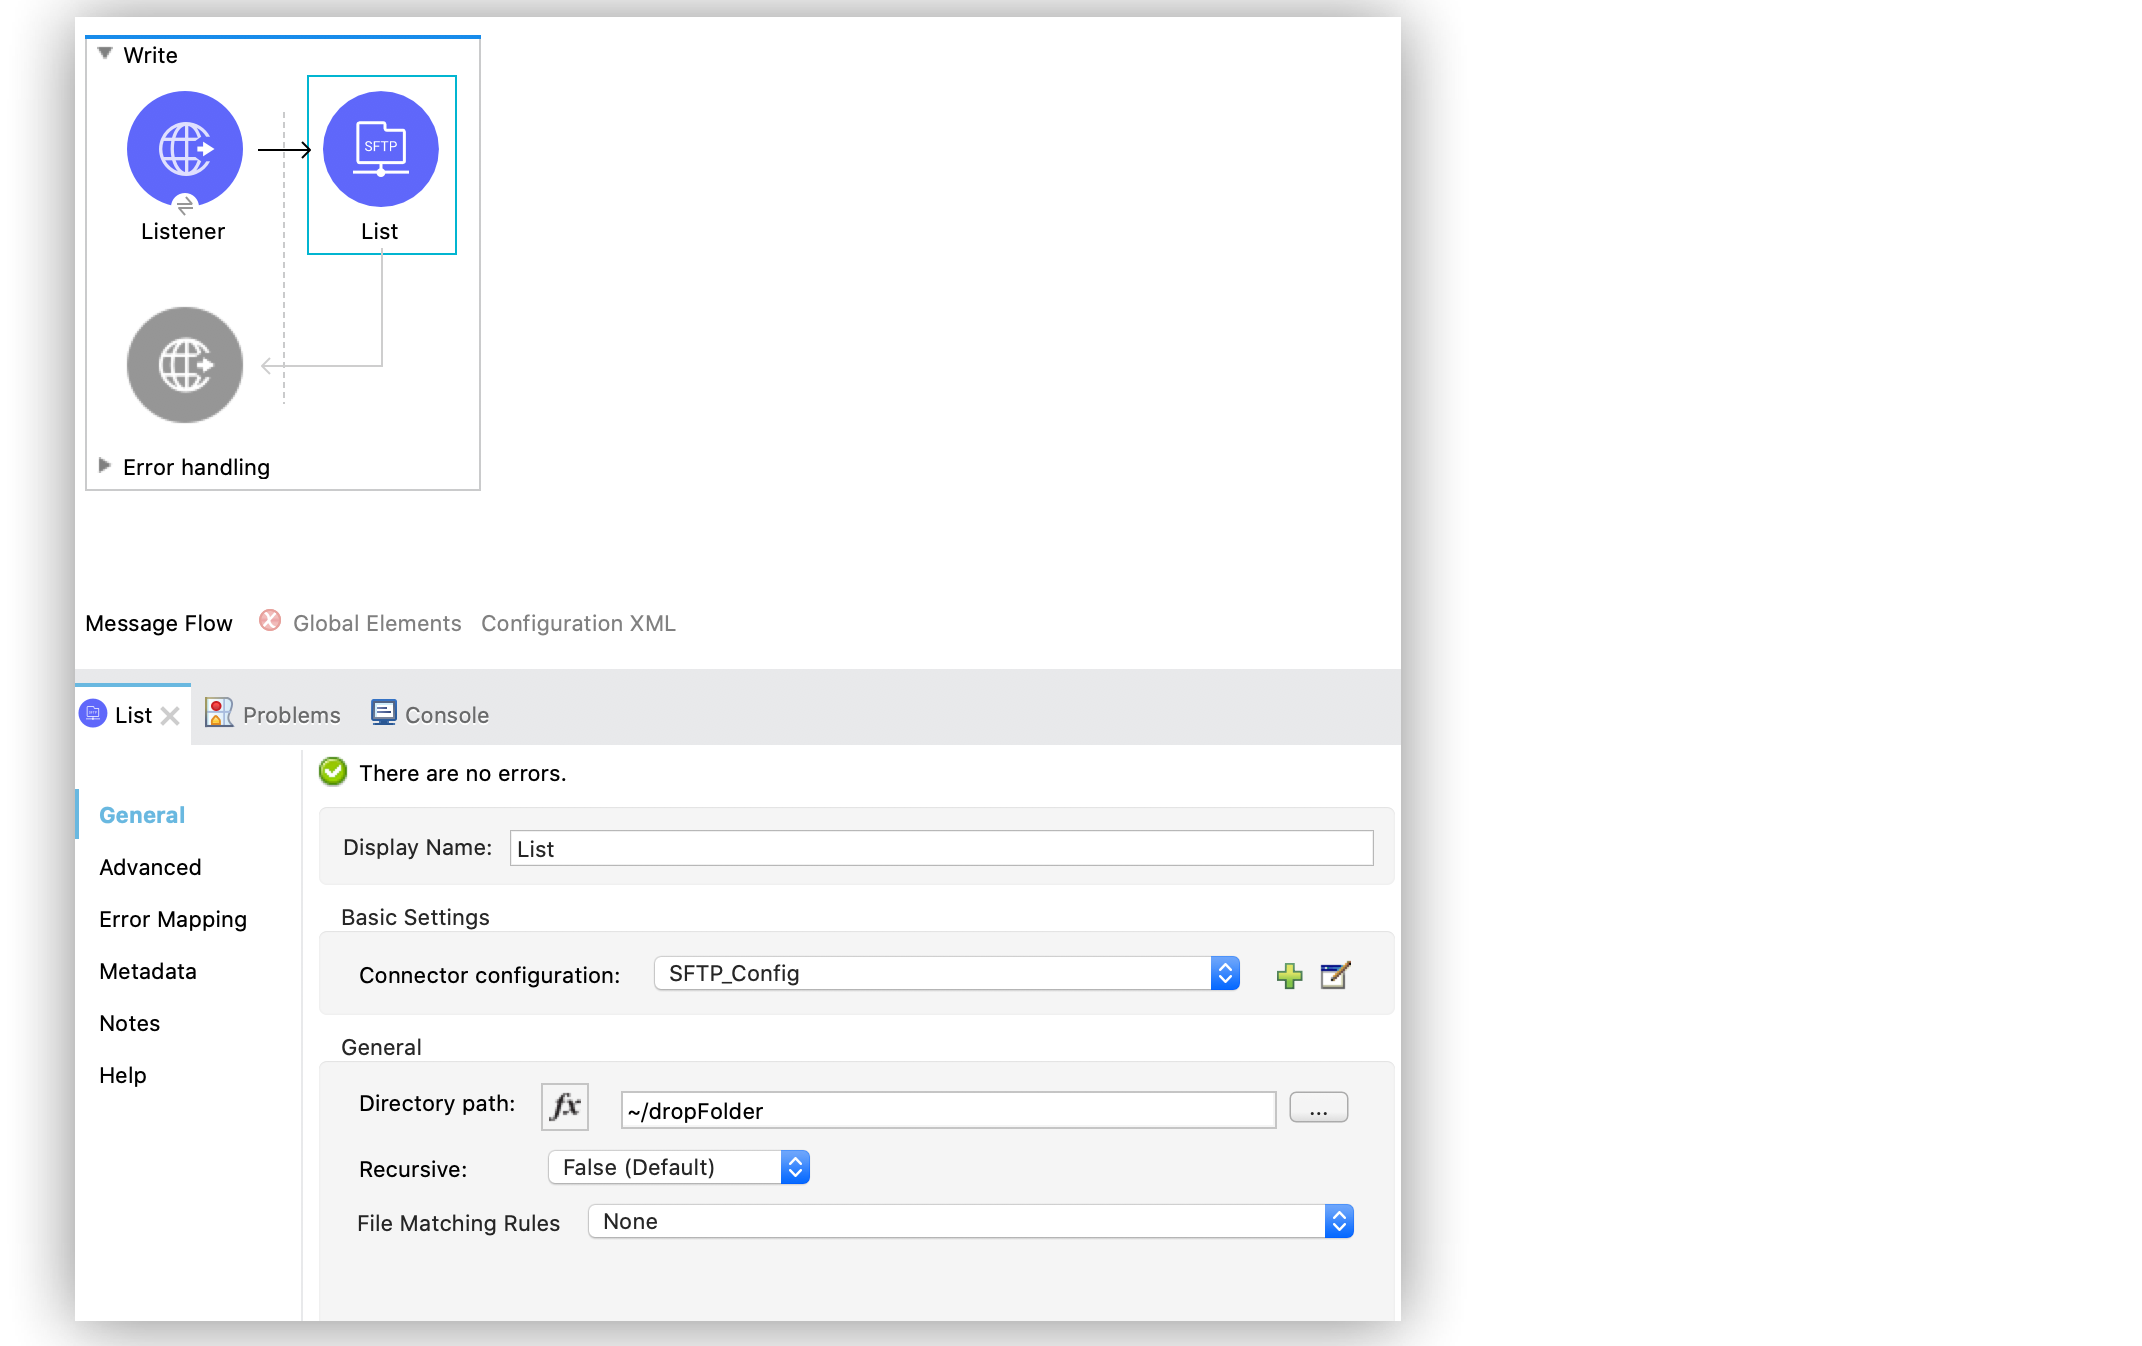 Write
SFTP
Listener
List
Error handling
Message Flow
Global Elements
Configuration XML
List
Problems
Console
There are no errors.
General
Advanced
Error Mapping
Metadata
Notes
Help
Display Name: List
Basic Settings
Connector configuration: SFTP_Config
General
Directory path: fx ~/dropFolder ...
Recursive: False (Default)
File Matching Rules None